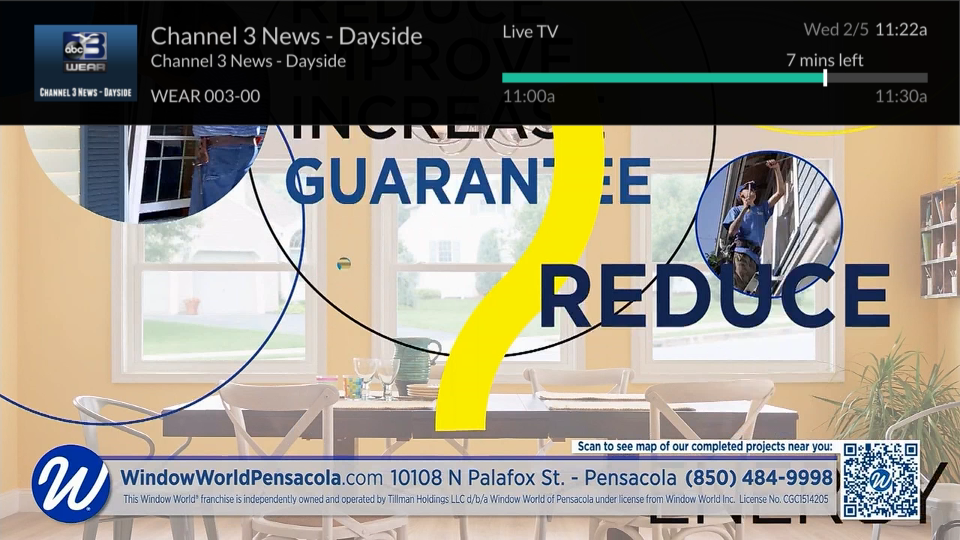 REDUCE
IMPROVE
Channel 3 News - Dayside
Live TV
Wed 2/5 11:22a
abc 3
WEAR
CHANNEL 3 NEWS - DAYSIDE
Channel 3 News - Dayside
7 mins left
WEAR 003-00
11:00a
11:30a
INCREASE
GUARANTEE
REDUCE
Scan to see map of our completed projects near you:
W
WindowWorldPensacola.com 10108 N Palafox St. - Pensacola (850) 484-9998
This Window World® franchise is independently owned and operated by Tillman Holdings LLC d/b/a Window World of Pensacola under license from Window World Inc. License No. CGC1514205
ENERGY